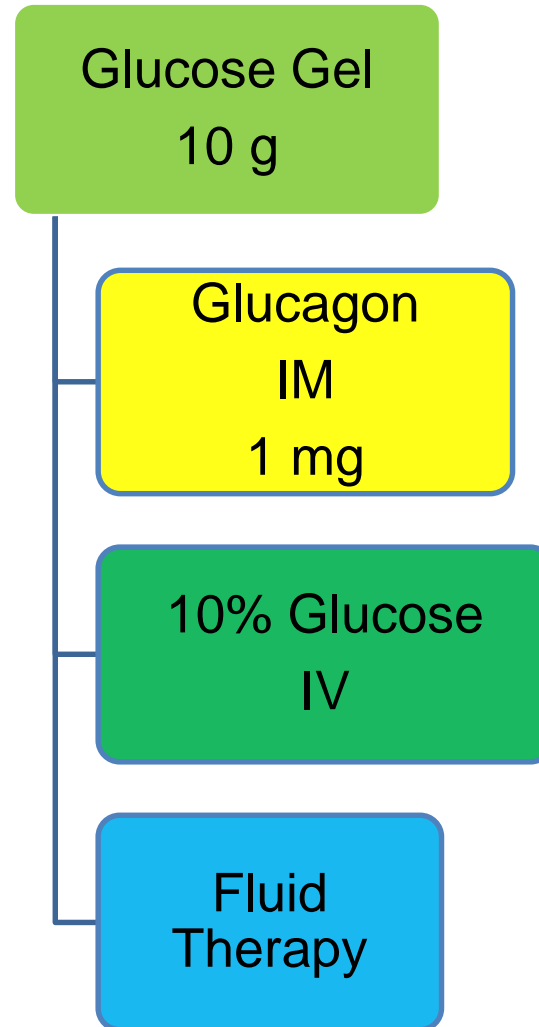 Glucose Gel
10 g
Glucagon
IM
1 mg
10% Glucose
IV
Fluid
Therapy